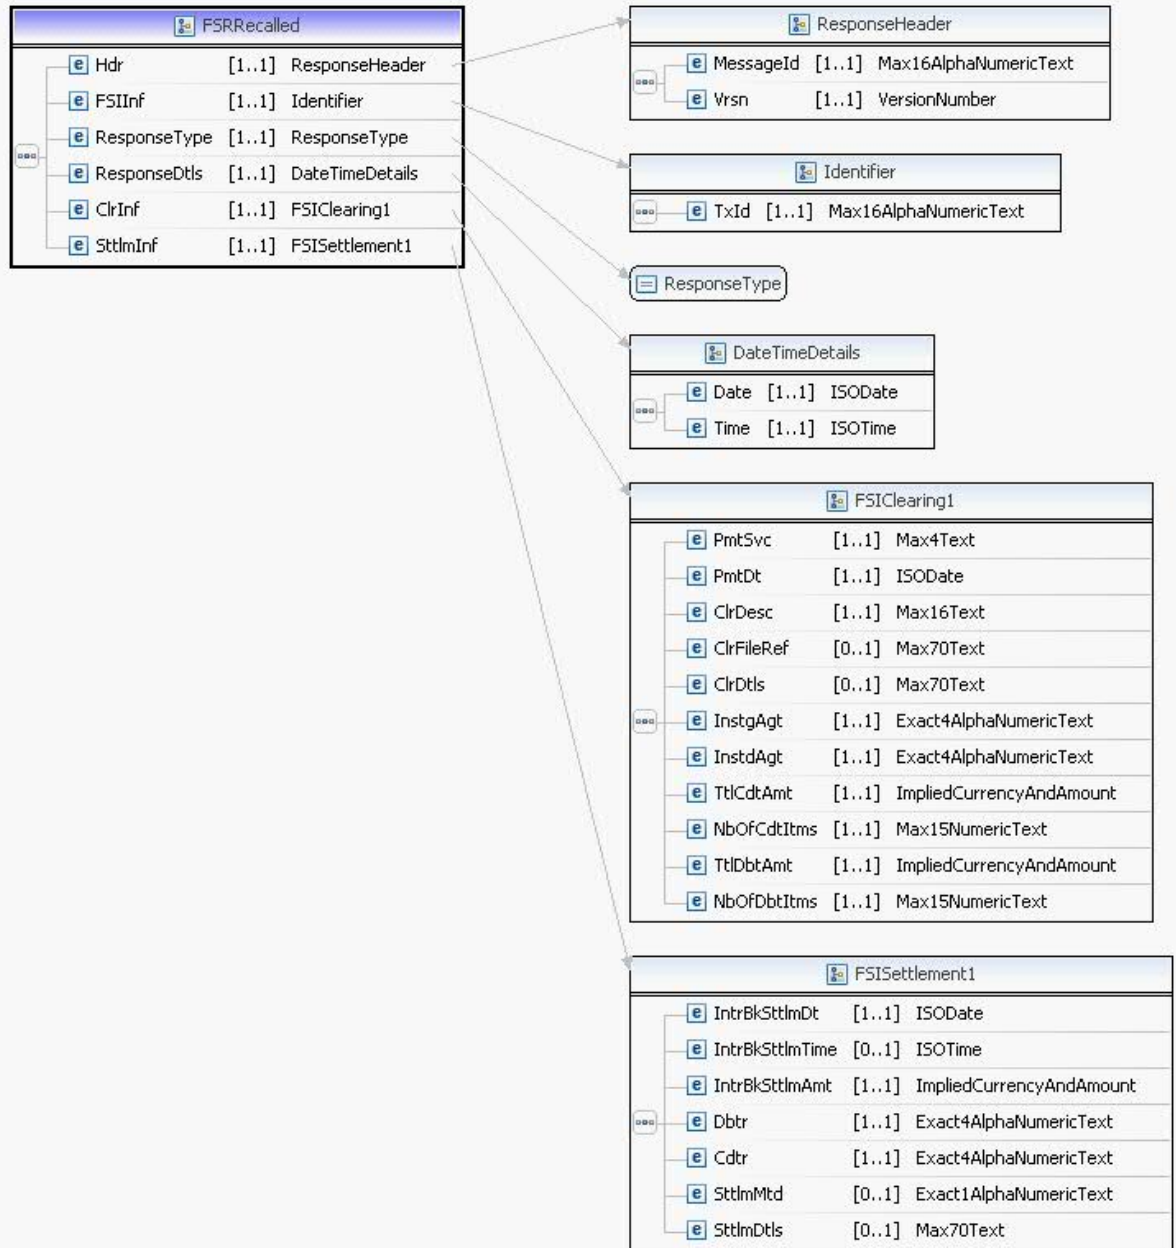 FSRRecalled
Hdr [1..1] ResponseHeader
FSIInf [1..1] Identifier
ResponseType [1..1] ResponseType
ResponseDtls [1..1] DateTimeDetails
ClrInf [1..1] FSIClearing1
SttlmInf [1..1] FSISettlement1
ResponseHeader
MessageId [1..1] Max16AlphaNumericText
Vrsn [1..1] VersionNumber
Identifier
TxId [1..1] Max16AlphaNumericText
ResponseType
DateTimeDetails
Date [1..1] ISODate
Time [1..1] ISOTime
FSIClearing1
PmtSvc [1..1] Max4Text
PmtDt [1..1] ISODate
ClrDesc [1..1] Max16Text
ClrFileRef [0..1] Max70Text
ClrDtls [0..1] Max70Text
InstgAgt [1..1] Exact4AlphaNumericText
InstdAgt [1..1] Exact4AlphaNumericText
TtlCdtAmt [1..1] ImpliedCurrencyAndAmount
NbOfCdtItms [1..1] Max15NumericText
TtlDbtAmt [1..1] ImpliedCurrencyAndAmount
NbOfDbtItms [1..1] Max15NumericText
FSISettlement1
IntrBkSttlmDt [1..1] ISODate
IntrBkSttlmTime [0..1] ISOTime
IntrBkSttlmAmt [1..1] ImpliedCurrencyAndAmount
Dbtr [1..1] Exact4AlphaNumericText
Cdtr [1..1] Exact4AlphaNumericText
SttlmMtd [0..1] Exact1AlphaNumericText
SttlmDtls [0..1] Max70Text